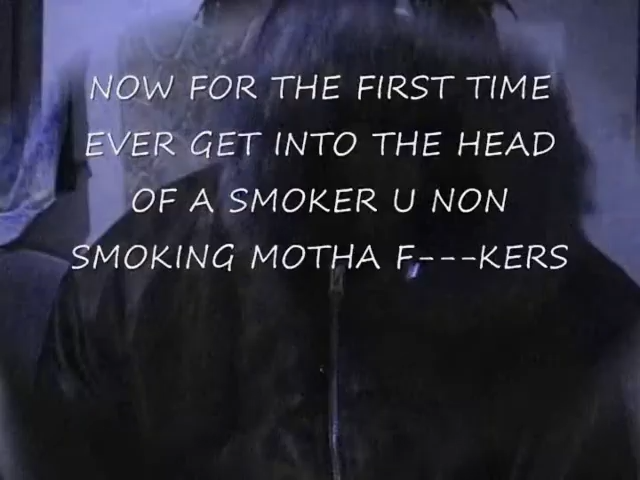 NOW FOR THE FIRST TIME
EVER GET INTO THE HEAD
OF A SMOKER U NON
SMOKING MOTHA F---KERS